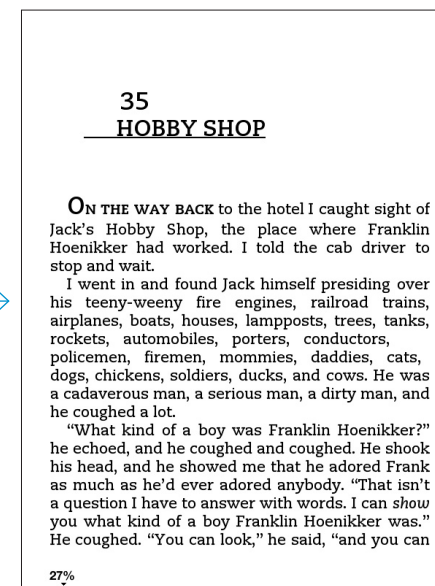 35
HOBBY SHOP
ON THE WAY BACK to the hotel I caught sight of
Jack’s Hobby Shop, the place where Franklin
Hoenikker had worked. I told the cab driver to
stop and wait.
I went in and found Jack himself presiding over
his teeny-weeny fire engines, railroad trains,
airplanes, boats, houses, lampposts, trees, tanks,
rockets, automobiles, porters, conductors,
policemen, firemen, mommies, daddies, cats,
dogs, chickens, soldiers, ducks, and cows. He was
a cadaverous man, a serious man, a dirty man, and
he coughed a lot.
“What kind of a boy was Franklin Hoenikker?”
he echoed, and he coughed and coughed. He shook
his head, and he showed me that he adored Frank
as much as he’d ever adored anybody. “That isn’t
a question I have to answer with words. I can show
you what kind of a boy Franklin Hoenikker was.”
He coughed. “You can look,” he said, “and you can
27%